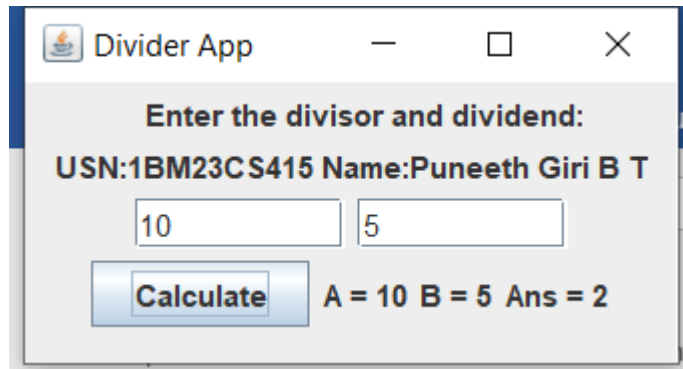 Divider App
Enter the divisor and dividend:
USN:1BM23CS415 Name:Puneeth Giri B T
10 5
Calculate A = 10 B = 5 Ans = 2